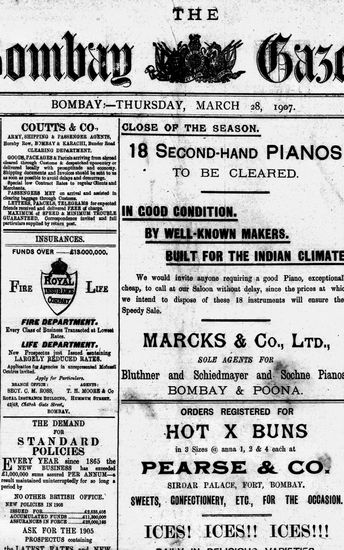 THE
Bombay Gaze
BOMBAY:—THURSDAY, MARCH 28, 1907.
COUTTS & Co.,
ARMY, SHIPPING & PASSENGER AGENTS,
Hornby Row, BOMBAY & KARACHI, Bunder Road
CLEARING DEPARTMENT.
GOODS, PACKAGES & Parcels arriving from abroad
cleared through Customs & despatched upcountry or
delivered locally with promptitude and economy.
Shipping documents and Invoices should be sent to us
as soon as possible to avoid delays and demurrage.
Special low Contract Rates to regular Clients and
Merchants.
PASSENGERS MET on arrival and assisted in
clearing baggage through Customs.
LETTERS, PARCELS, TELEGRAMS for expected
friends received and delivered FREE of charge.
MAXIMUM of SPEED & MINIMUM TROUBLE
GUARANTEED. Correspondence invited and full
particulars supplied by return post.
INSURANCES.
FUNDS OVER £13,000,000.
FIRE
ROYAL
INSURANCE
COMPANY
LIFE
FIRE DEPARTMENT.
Every Class of Business Transacted at Lowest
Rates.
LIFE DEPARTMENT.
New Prospectus just Issued containing
LARGELY REDUCED RATES.
Application for Agencies in unrepresented Mofussil
Centres invited.
Apply for Particulars.
BRANCH OFFICE: AGENTS:
SECY. C. M. ROSS, T. H. MOORE & Co
ROYAL INSURANCE BUILDING, HUMMUM STREET,
BOMBAY.
THE DEMAND
FOR
STANDARD
POLICIES
EVERY YEAR since 1865 the
NEW BUSINESS has exceeded
£1,000,000 sums assured PER ANNUM—a
result maintained uninterruptedly for so long a
period by
NO OTHER BRITISH OFFICE.
NEW POLICIES IN 1905
ISSUED FOR
ACCUMULATED FUNDS
ASSURANCES IN FORCE
ASK FOR THE 1905
PROSPECTUS containing the
LATEST RATES and NEW
CLOSE OF THE SEASON.
18 SECOND-HAND PIANOS
TO BE CLEARED.
IN GOOD CONDITION.
BY WELL-KNOWN MAKERS.
BUILT FOR THE INDIAN CLIMATE
We would invite anyone requiring a good Piano, exceptional
cheap, to call at our Saloon without delay, since the prices at whic
we intend to dispose of these 18 instruments will ensure the
Speedy Sale.
MARCKS & Co., LTD.,
SOLE AGENTS FOR
Bluthner and Schiedmayer and Soehne Pianos
BOMBAY & POONA.
ORDERS REGISTERED FOR
HOT X BUNS
in 3 Sizes @ anna 1, 2 & 4 each at
PEARSE & CO.
SIRDAR PALACE, FORT, BOMBAY.
SWEETS, CONFECTIONERY, ETC., FOR THE OCCASION.
ICES! ICES!! ICES!!!